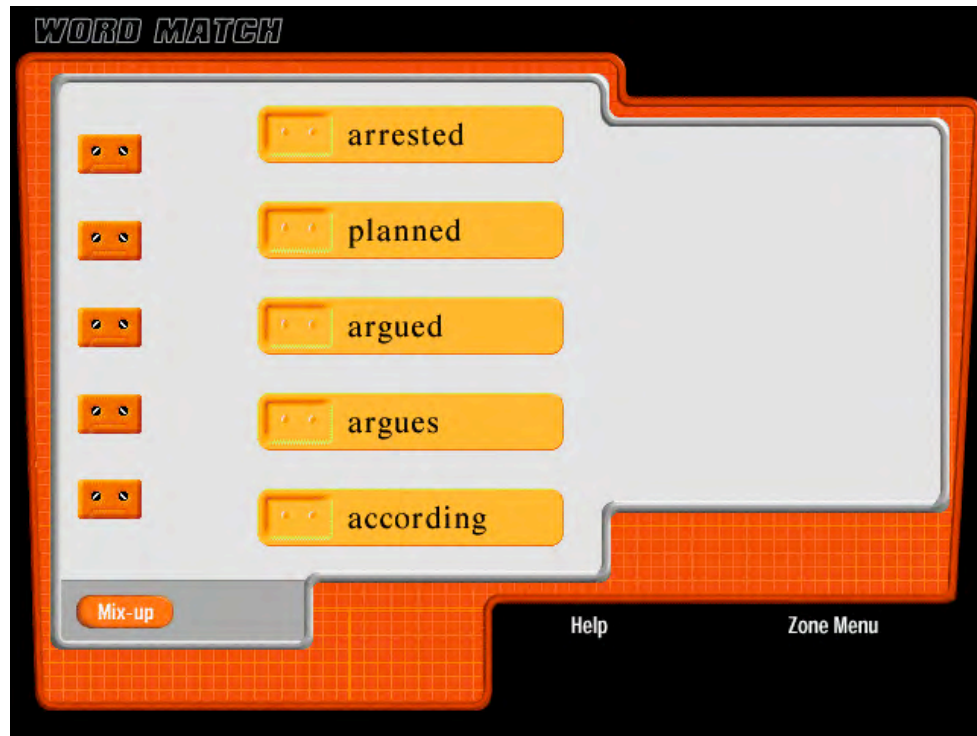 WORD MATCH
arrested
planned
argued
argues
according
Mix-up
Help
Zone Menu